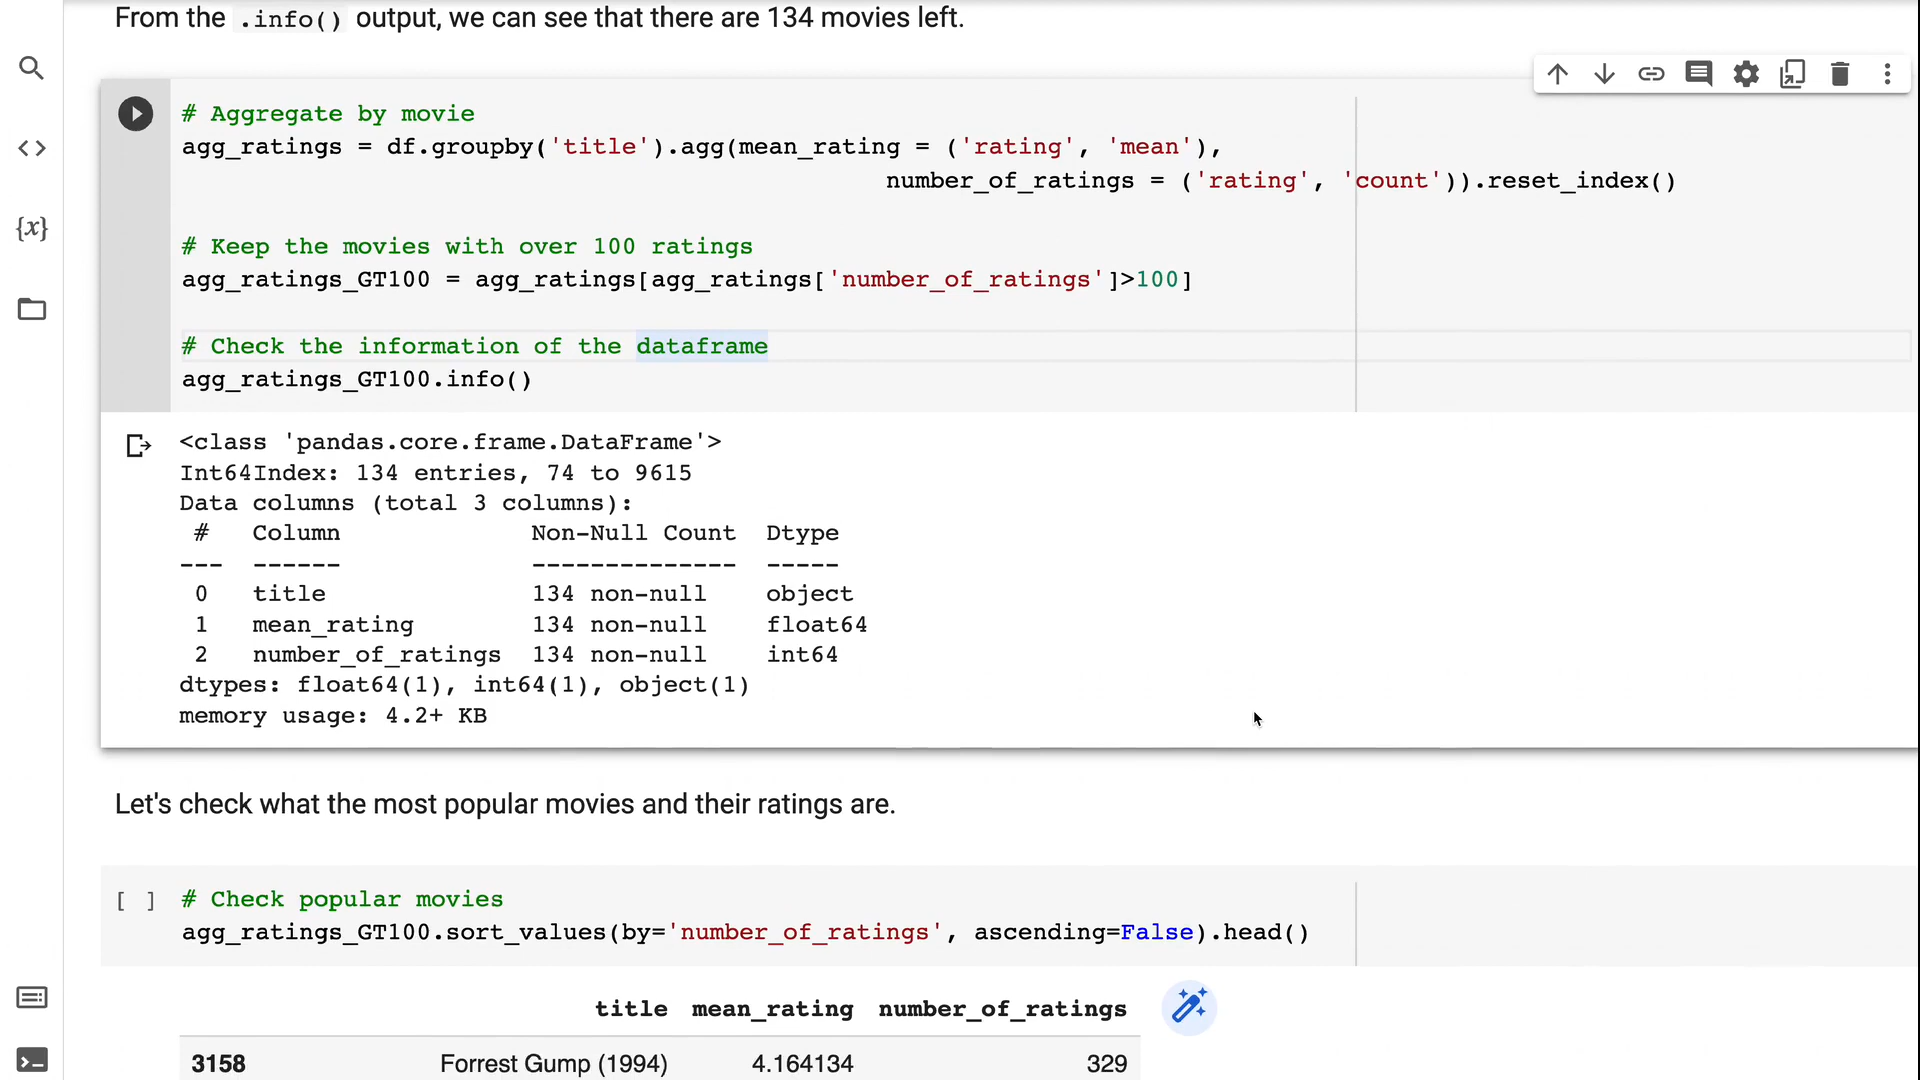 From the .info() output, we can see that there are 134 movies left.
# Aggregate by movie
agg_ratings = df.groupby('title').agg(mean_rating = ('rating', 'mean'),
number_of_ratings = ('rating', 'count')).reset_index()
# Keep the movies with over 100 ratings
agg_ratings_GT100 = agg_ratings[agg_ratings['number_of_ratings']>100]
# Check the information of the dataframe
agg_ratings_GT100.info()
<class 'pandas.core.frame.DataFrame'>
Int64Index: 134 entries, 74 to 9615
Data columns (total 3 columns):
 #   Column             Non-Null Count  Dtype
---  ------             --------------  -----
 0   title              134 non-null    object
 1   mean_rating        134 non-null    float64
 2   number_of_ratings  134 non-null    int64
dtypes: float64(1), int64(1), object(1)
memory usage: 4.2+ KB
Let's check what the most popular movies and their ratings are.
[ ] # Check popular movies
agg_ratings_GT100.sort_values(by='number_of_ratings', ascending=False).head()
title mean_rating number_of_ratings
3158 Forrest Gump (1994) 4.164134 329
{x}